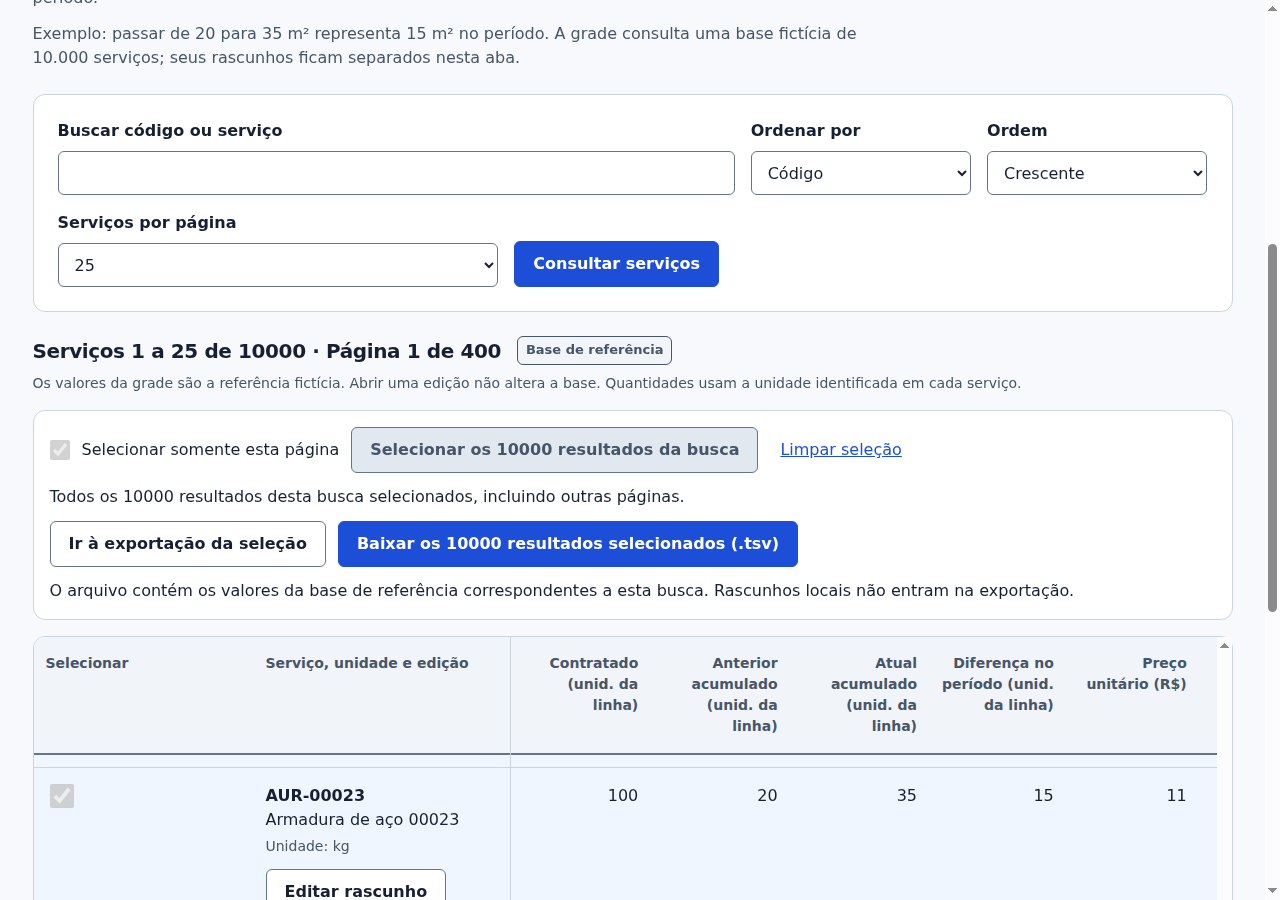 período.
Exemplo: passar de 20 para 35 m² representa 15 m² no período. A grade consulta uma base fictícia de
10.000 serviços; seus rascunhos ficam separados nesta aba.
Buscar código ou serviço
Ordenar por
Ordem
Código
Crescente
Serviços por página
25
Consultar serviços
Serviços 1 a 25 de 10000 · Página 1 de 400
Base de referência
Os valores da grade são a referência fictícia. Abrir uma edição não altera a base. Quantidades usam a unidade identificada em cada serviço.
Selecionar somente esta página
Selecionar os 10000 resultados da busca
Limpar seleção
Todos os 10000 resultados desta busca selecionados, incluindo outras páginas.
Ir à exportação da seleção
Baixar os 10000 resultados selecionados (.tsv)
O arquivo contém os valores da base de referência correspondentes a esta busca. Rascunhos locais não entram na exportação.
Selecionar
Serviço, unidade e edição
Contratado
(unid. da
linha)
Anterior
acumulado
(unid. da
linha)
Atual
acumulado
(unid. da
linha)
Diferença no
período (unid.
da linha)
Preço
unitário (R$)
AUR-00023
Armadura de aço 00023
Unidade: kg
Editar rascunho
100
20
35
15
11